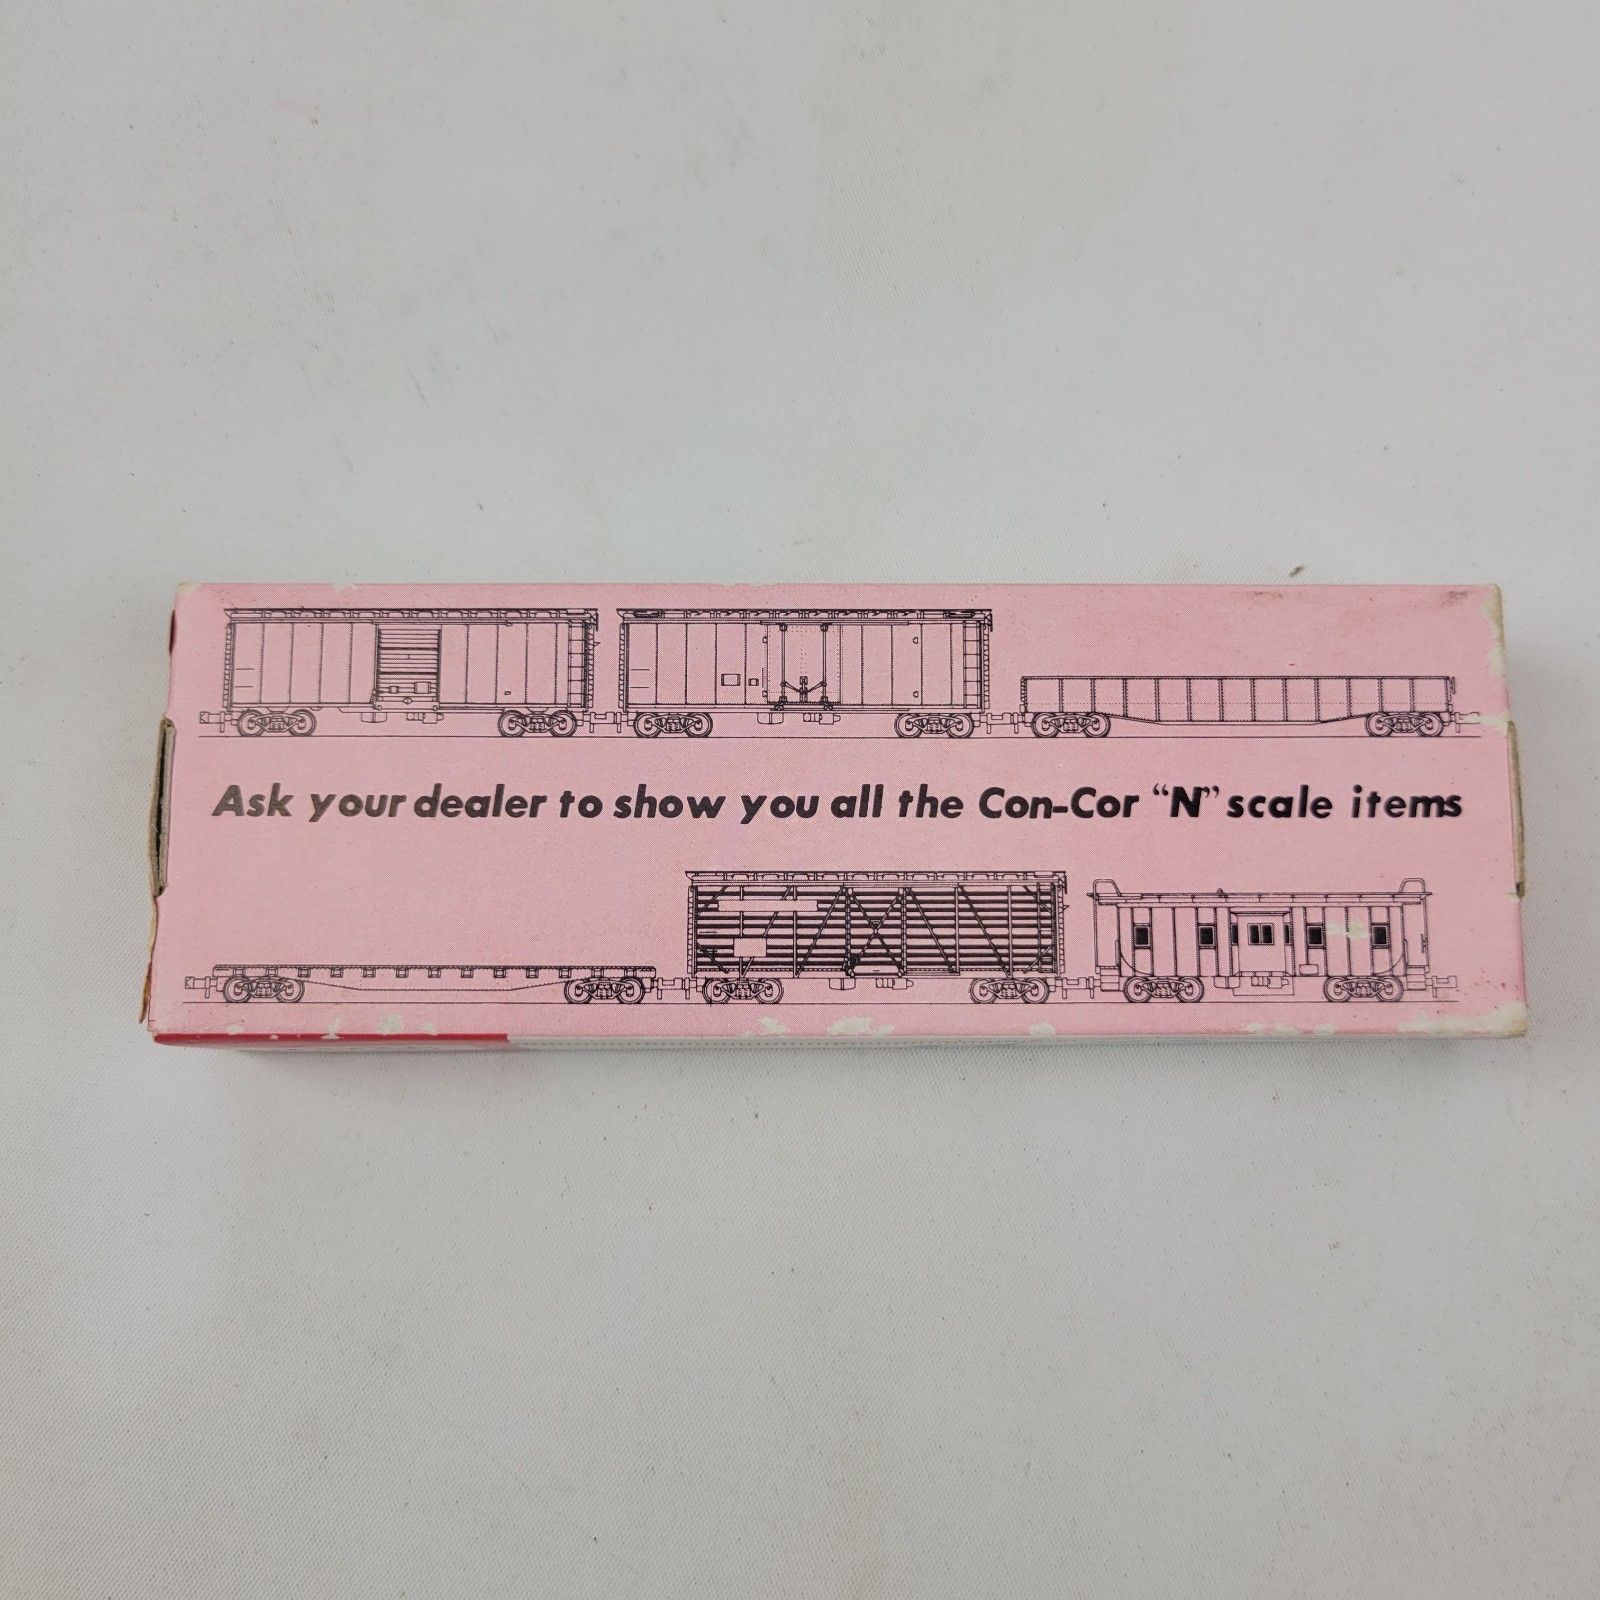 Ask your dealer to show you all the Con-Cor “N” scale items